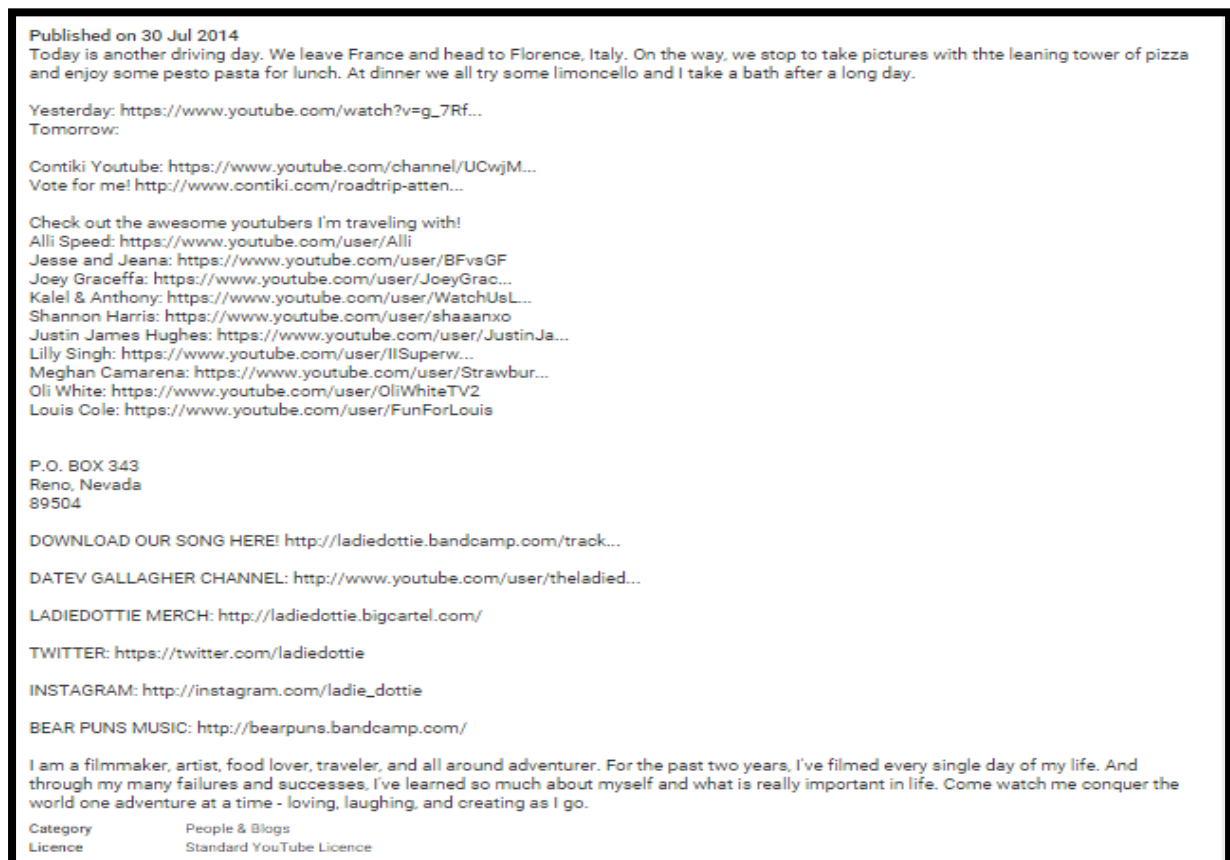 Published on 30 Jul 2014
Today is another driving day. We leave France and head to Florence, Italy. On the way, we stop to take pictures with thte leaning tower of pizza
and enjoy some pesto pasta for lunch. At dinner we all try some limoncello and I take a bath after a long day.
Yesterday: https://www.youtube.com/watch?v=g_7Rf...
Tomorrow:
Contiki Youtube: https://www.youtube.com/channel/UCwjM...
Vote for me! http://www.contiki.com/roadtrip-atten...
Check out the awesome youtubers I'm traveling with!
Alli Speed: https://www.youtube.com/user/Alli
Jesse and Jeana: https://www.youtube.com/user/BFvsGF
Joey Graceffa: https://www.youtube.com/user/JoeyGrac...
Kalel & Anthony: https://www.youtube.com/user/WatchUsL...
Shannon Harris: https://www.youtube.com/user/shaaanxo
Justin James Hughes: https://www.youtube.com/user/JustinJa...
Lilly Singh: https://www.youtube.com/user/IISuperw...
Meghan Camarena: https://www.youtube.com/user/Strawbur...
Oli White: https://www.youtube.com/user/OliWhiteTV2
Louis Cole: https://www.youtube.com/user/FunForLouis
P.O. BOX 343
Reno, Nevada
89504
DOWNLOAD OUR SONG HERE! http://ladiedottie.bandcamp.com/track...
DATEV GALLAGHER CHANNEL: http://www.youtube.com/user/theladied...
LADIEDOTTIE MERCH: http://ladiedottie.bigcartel.com/
TWITTER: https://twitter.com/ladiedottie
INSTAGRAM: http://instagram.com/ladie_dottie
BEAR PUNS MUSIC: http://bearpuns.bandcamp.com/
I am a filmmaker, artist, food lover, traveler, and all around adventurer. For the past two years, I've filmed every single day of my life. And
through my many failures and successes, I've learned so much about myself and what is really important in life. Come watch me conquer the
world one adventure at a time - loving, laughing, and creating as I go.
Category People & Blogs
Licence Standard YouTube Licence